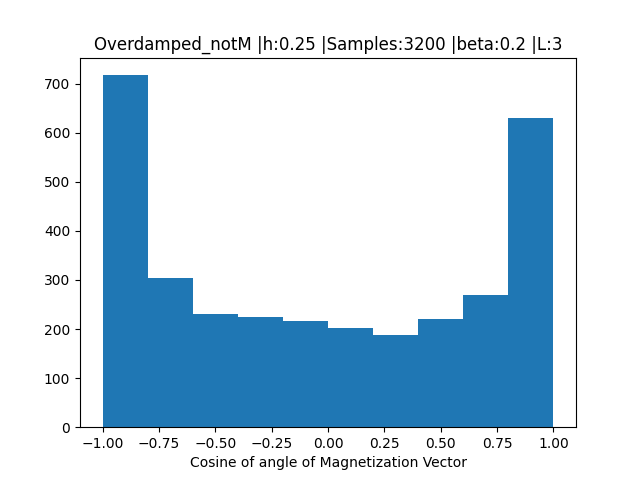 Overdamped_notM |h:0.25 |Samples:3200 |beta:0.2 |L:3
700
600
500
400
300
200
100
0
−1.00 −0.75 −0.50 −0.25 0.00 0.25 0.50 0.75 1.00
Cosine of angle of Magnetization Vector